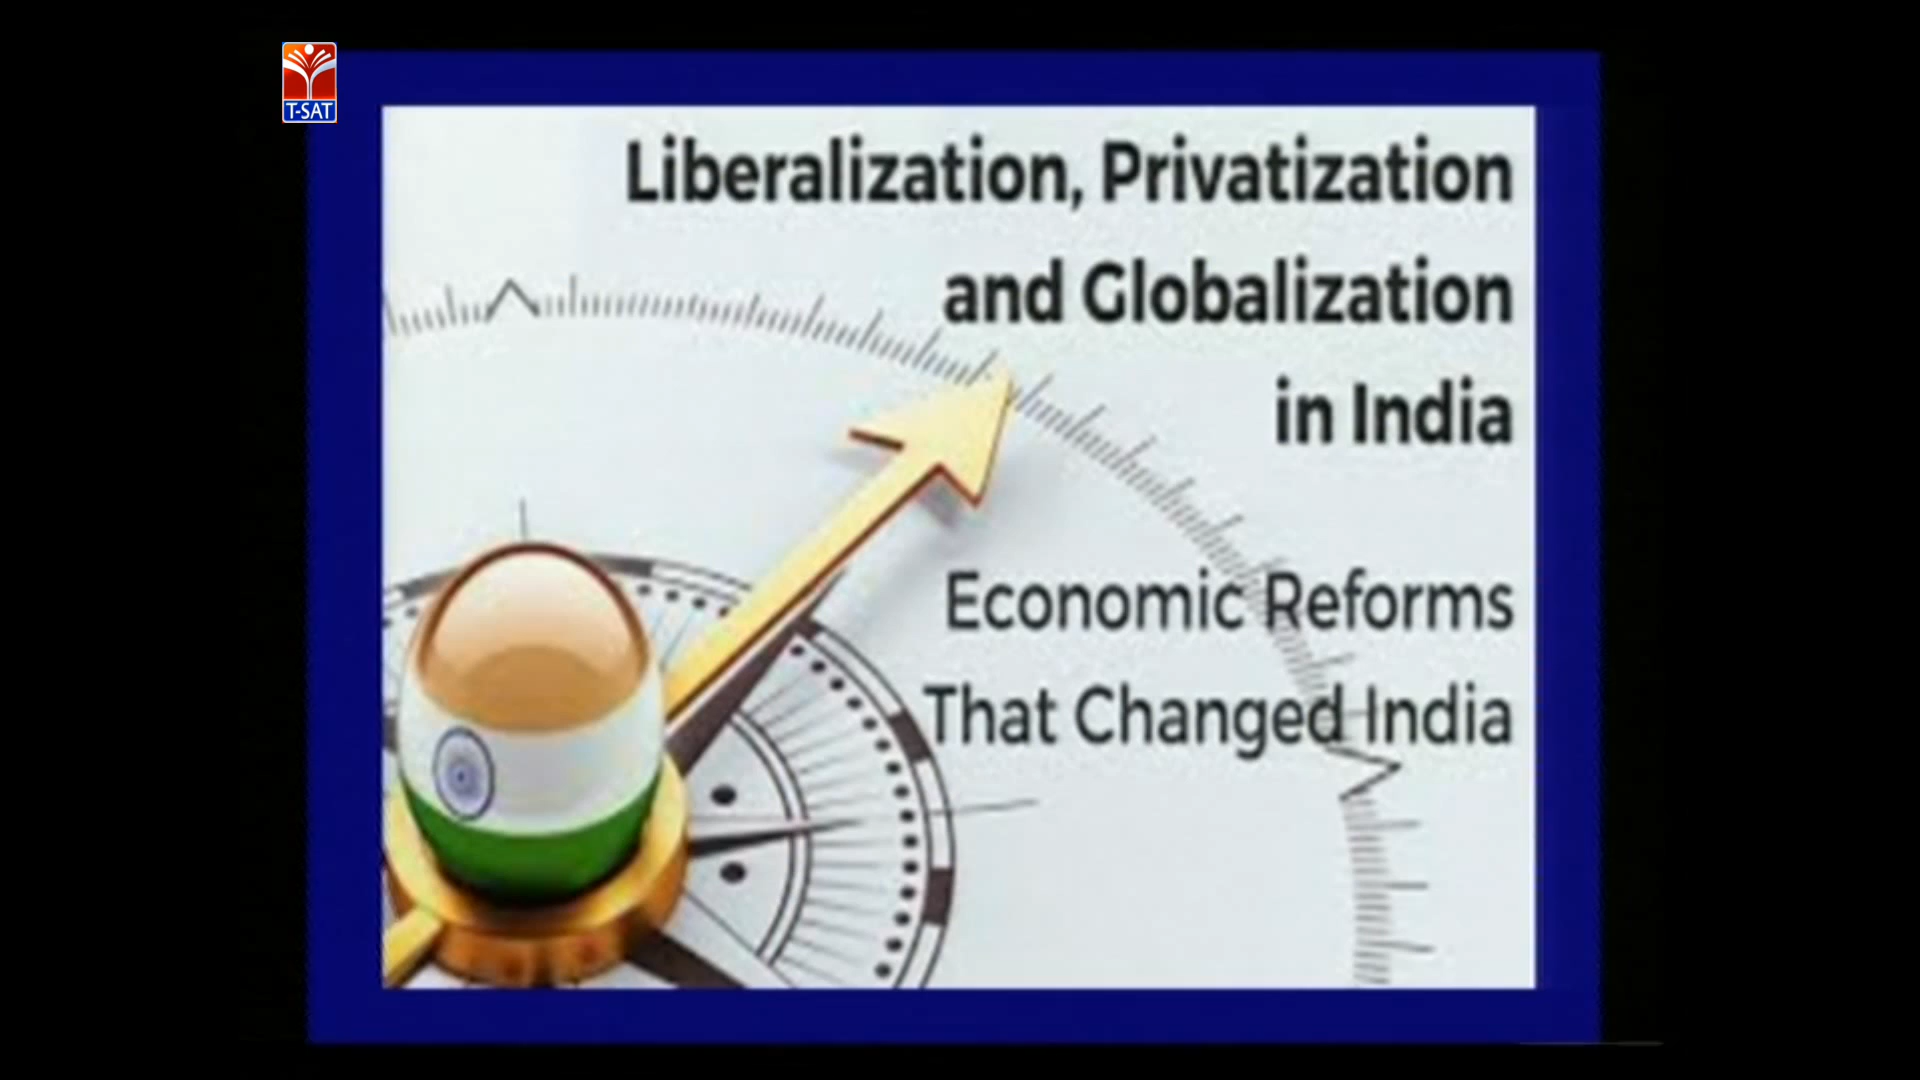 T-SAT
Liberalization, Privatization
and Globalization
in India
Economic Reforms
That Changed India